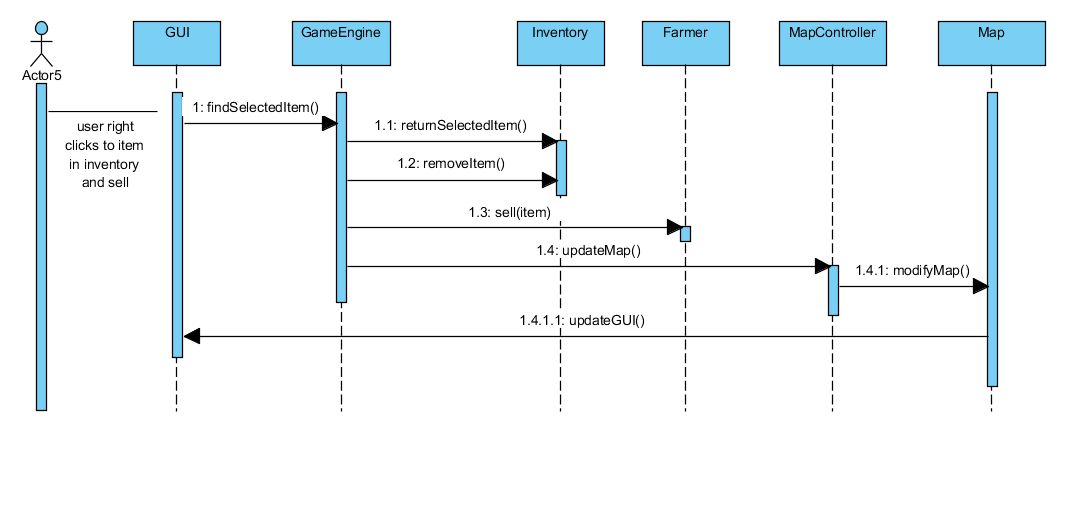 GUI
GameEngine
Inventory
Farmer
MapController
Map
Actor5
1: findSelectedItem()
user right
clicks to item
in inventory
and sell
1.1: returnSelectedItem()
1.2: removeItem()
1.3: sell(item)
1.4: updateMap()
1.4.1: modifyMap()
1.4.1.1: updateGUI()